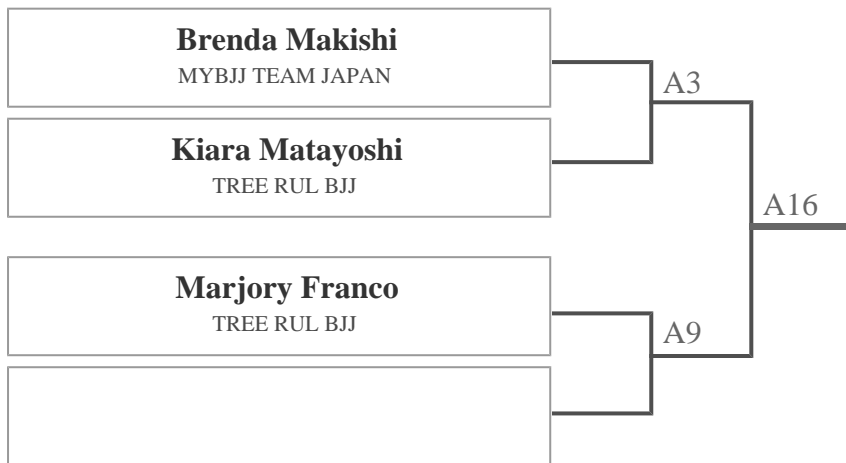 Brenda Makishi
MYBJJ TEAM JAPAN
A3
Kiara Matayoshi
TREE RUL BJJ
A16
Marjory Franco
TREE RUL BJJ
A9